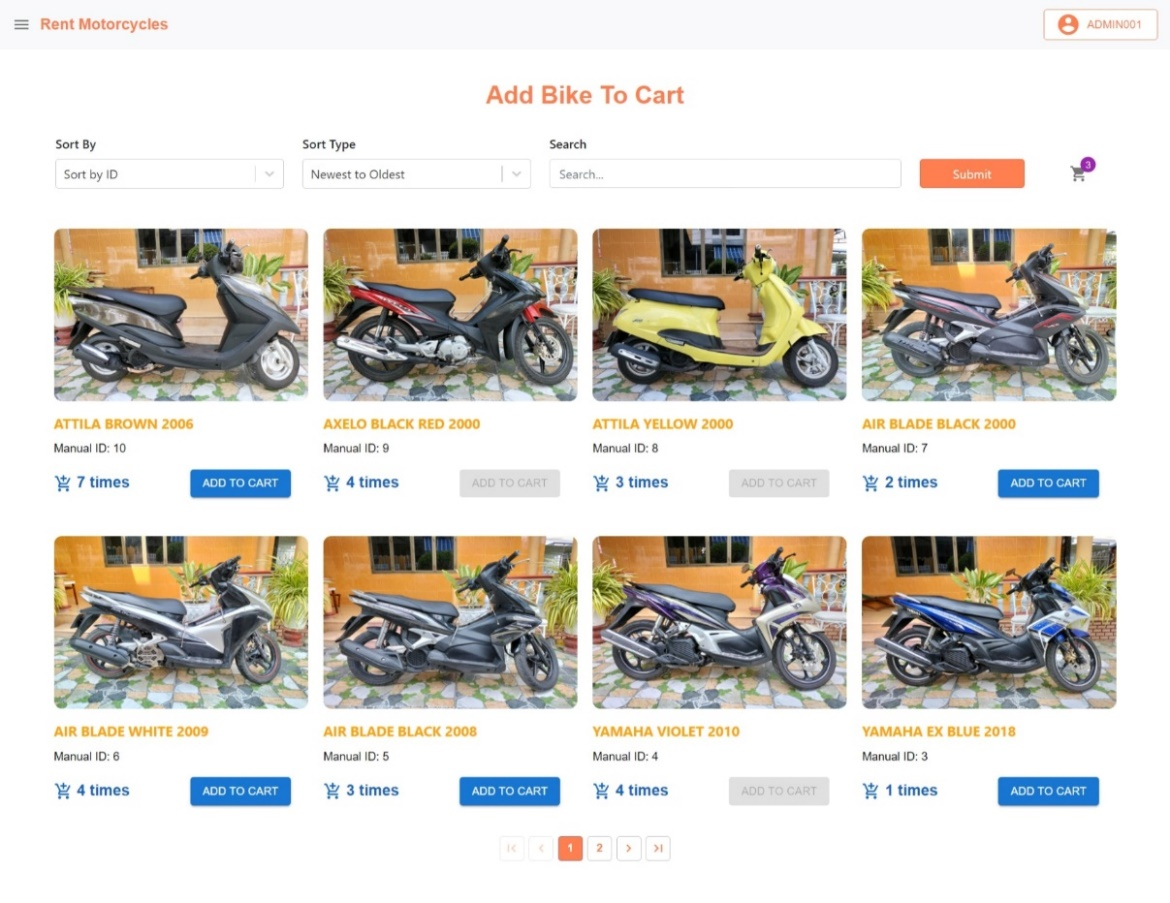 Rent Motorcycles
ADMIN001
Add Bike To Cart
Sort By
Sort Type
Search
Sort by ID
Newest to Oldest
Search...
Submit
3
ATTILA BROWN 2006
AXELO BLACK RED 2000
ATTILA YELLOW 2000
AIR BLADE BLACK 2000
Manual ID: 10
Manual ID: 9
Manual ID: 8
Manual ID: 7
7 times
ADD TO CART
4 times
ADD TO CART
3 times
ADD TO CART
2 times
ADD TO CART
AIR BLADE WHITE 2009
AIR BLADE BLACK 2008
YAMAHA VIOLET 2010
YAMAHA EX BLUE 2018
Manual ID: 6
Manual ID: 5
Manual ID: 4
Manual ID: 3
4 times
ADD TO CART
3 times
ADD TO CART
4 times
ADD TO CART
1 times
ADD TO CART
1
2